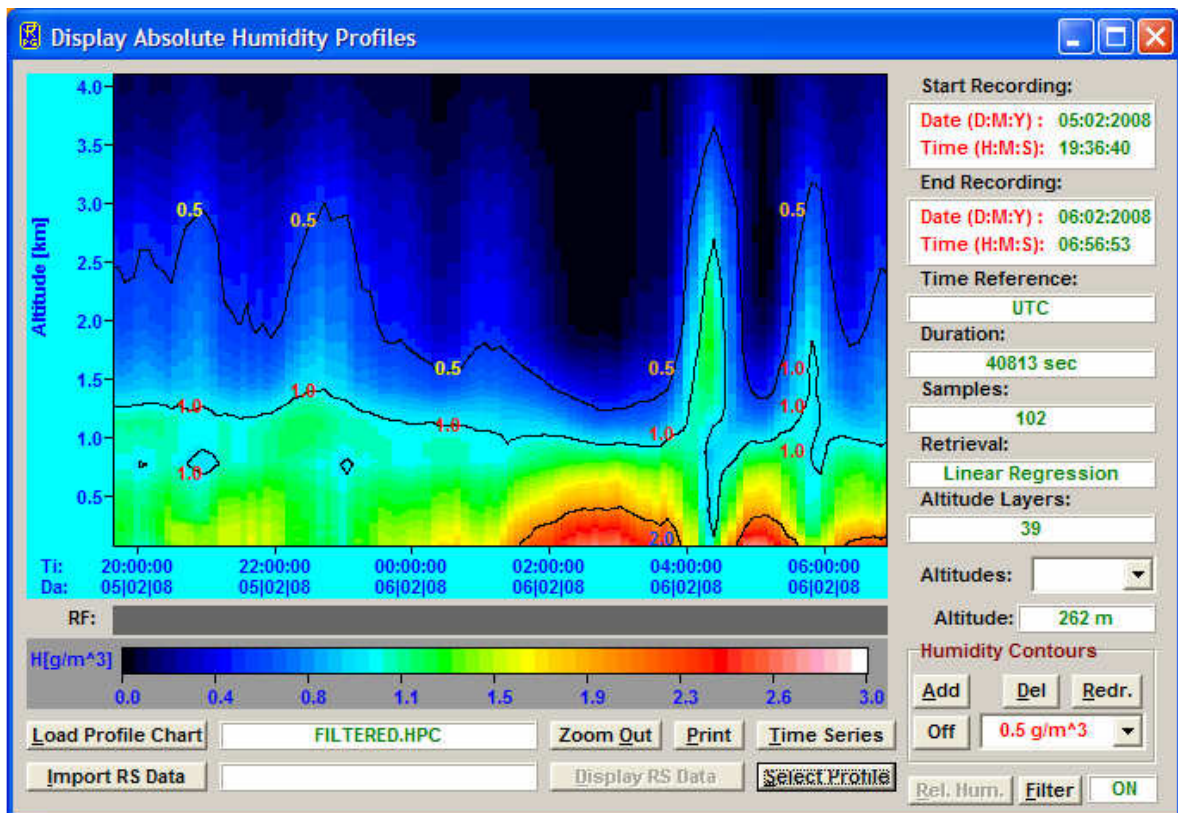 Display Absolute Humidity Profiles
4.0
3.5
3.0
2.5
2.0
1.5
1.0
0.5
Altitude [km]
0.5
0.5
0.5
0.5
0.5
1.0
1.0
1.0
1.0
1.0
1.0
1.0
1.0
2.0
Ti: 20:00:00 22:00:00 00:00:00 02:00:00 04:00:00 06:00:00
Da: 05|02|08 05|02|08 06|02|08 06|02|08 06|02|08 06|02|08
RF:
H[g/m^3]
0.0 0.4 0.8 1.1 1.5 1.9 2.3 2.6 3.0
Load Profile Chart FILTERED.HPC Zoom Out Print Time Series
Import RS Data Display RS Data Select Profile
Start Recording:
Date (D:M:Y) : 05:02:2008
Time (H:M:S): 19:36:40
End Recording:
Date (D:M:Y) : 06:02:2008
Time (H:M:S): 06:56:53
Time Reference:
UTC
Duration:
40813 sec
Samples:
102
Retrieval:
Linear Regression
Altitude Layers:
39
Altitudes:
Altitude: 262 m
Humidity Contours
Add Del Redr.
Off 0.5 g/m^3
Rel. Hum. Filter ON